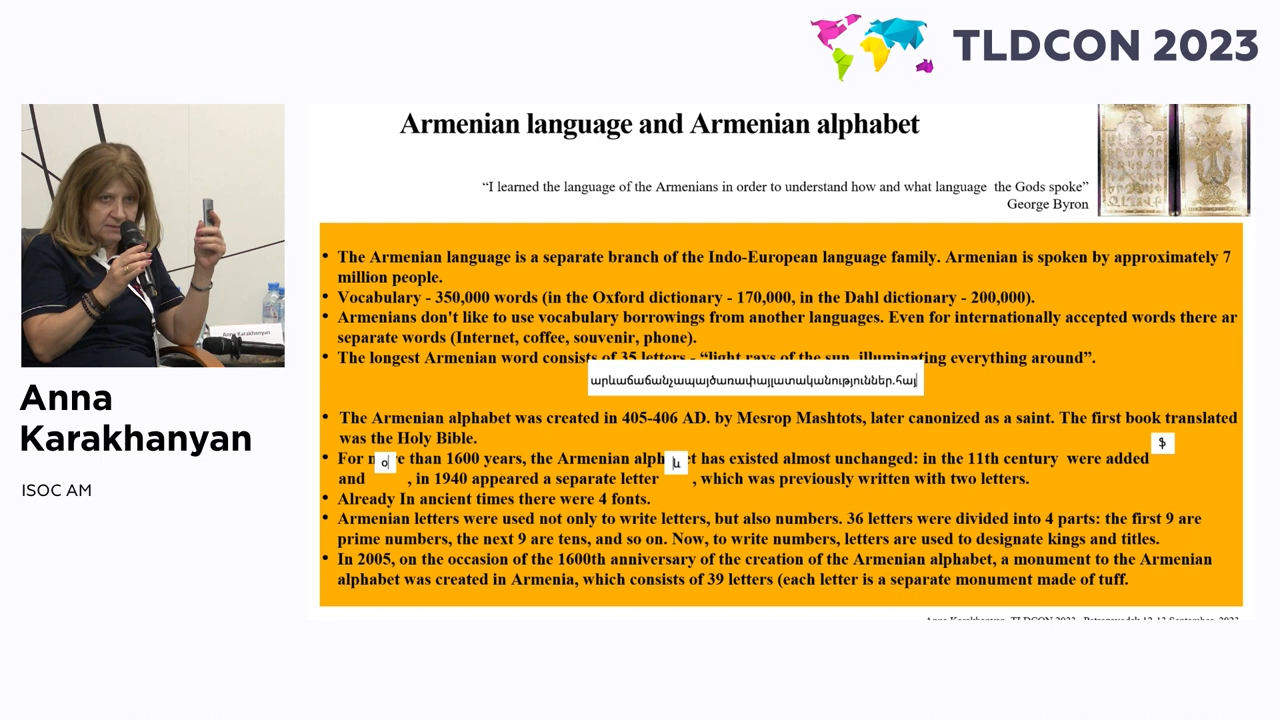 TLDCON 2023
Armenian language and Armenian alphabet
“I learned the language of the Armenians in order to understand how and what language the Gods spoke”
George Byron
• The Armenian language is a separate branch of the Indo-European language family. Armenian is spoken by approximately 7
million people.
• Vocabulary - 350,000 words (in the Oxford dictionary - 170,000, in the Dahl dictionary - 200,000).
• Armenians don't like to use vocabulary borrowings from another languages. Even for internationally accepted words there ar
separate words (Internet, coffee, souvenir, phone).
• The longest Armenian word consists of 35 letters - “light rays of the sun, illuminating everything around”.
արևաճաճանչապայծառափայլատականություններ.հայ
• The Armenian alphabet was created in 405-406 AD. by Mesrop Mashtots, later canonized as a saint. The first book translated
was the Holy Bible.
$
• For more than 1600 years, the Armenian alphabet has existed almost unchanged: in the 11th century were added
օ և
and , in 1940 appeared a separate letter , which was previously written with two letters.
• Already In ancient times there were 4 fonts.
• Armenian letters were used not only to write letters, but also numbers. 36 letters were divided into 4 parts: the first 9 are
prime numbers, the next 9 are tens, and so on. Now, to write numbers, letters are used to designate kings and titles.
• In 2005, on the occasion of the 1600th anniversary of the creation of the Armenian alphabet, a monument to the Armenian
alphabet was created in Armenia, which consists of 39 letters (each letter is a separate monument made of tuff.
Anna Karakhanyan
Anna
Karakhanyan
ISOC AM